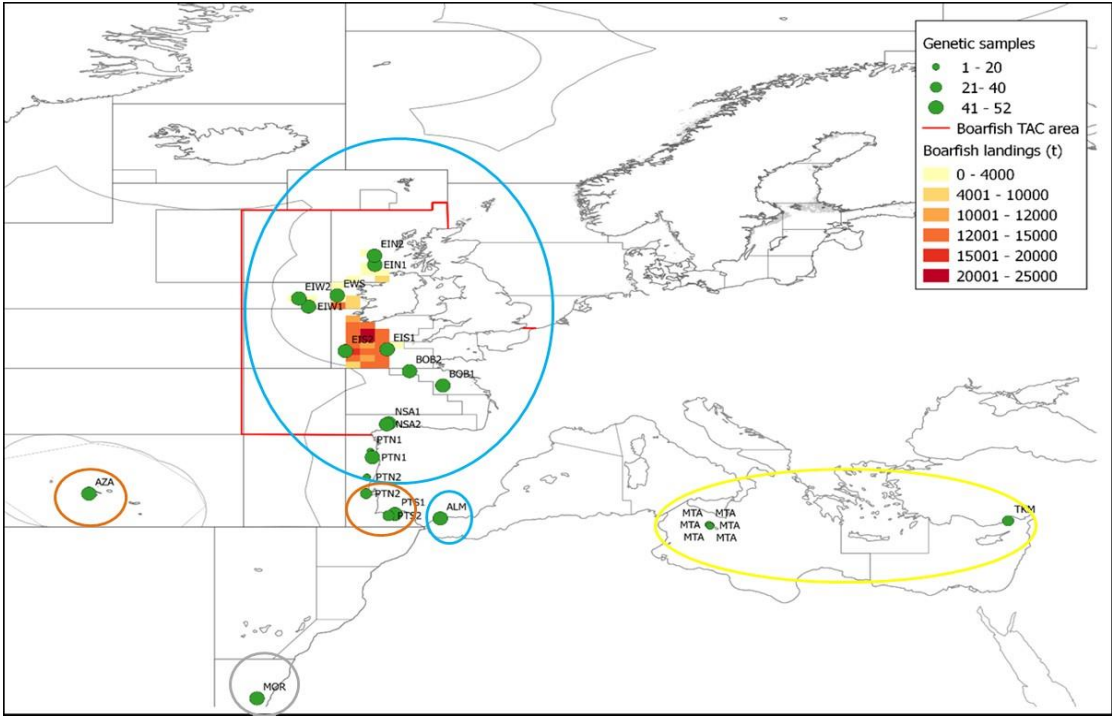 Genetic samples
1 - 20
21- 40
41 - 52
Boarfish TAC area
Boarfish landings (t)
0 - 4000
4001 - 10000
10001 - 12000
12001 - 15000
15001 - 20000
20001 - 25000
EIN2
EIN1
EIW2
EWS
EIW1
EIS2
EIS1
BOB2
BOB1
NSA1
NSA2
PTN1
PTN1
PTN2
PTN2
PTS1
PTS2
AZA
ALM
MTA MTA
MTA MTA
MTA MTA
TKM
MOR